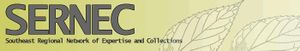 SERNEC
Southeast Regional Network of Expertise and Collections